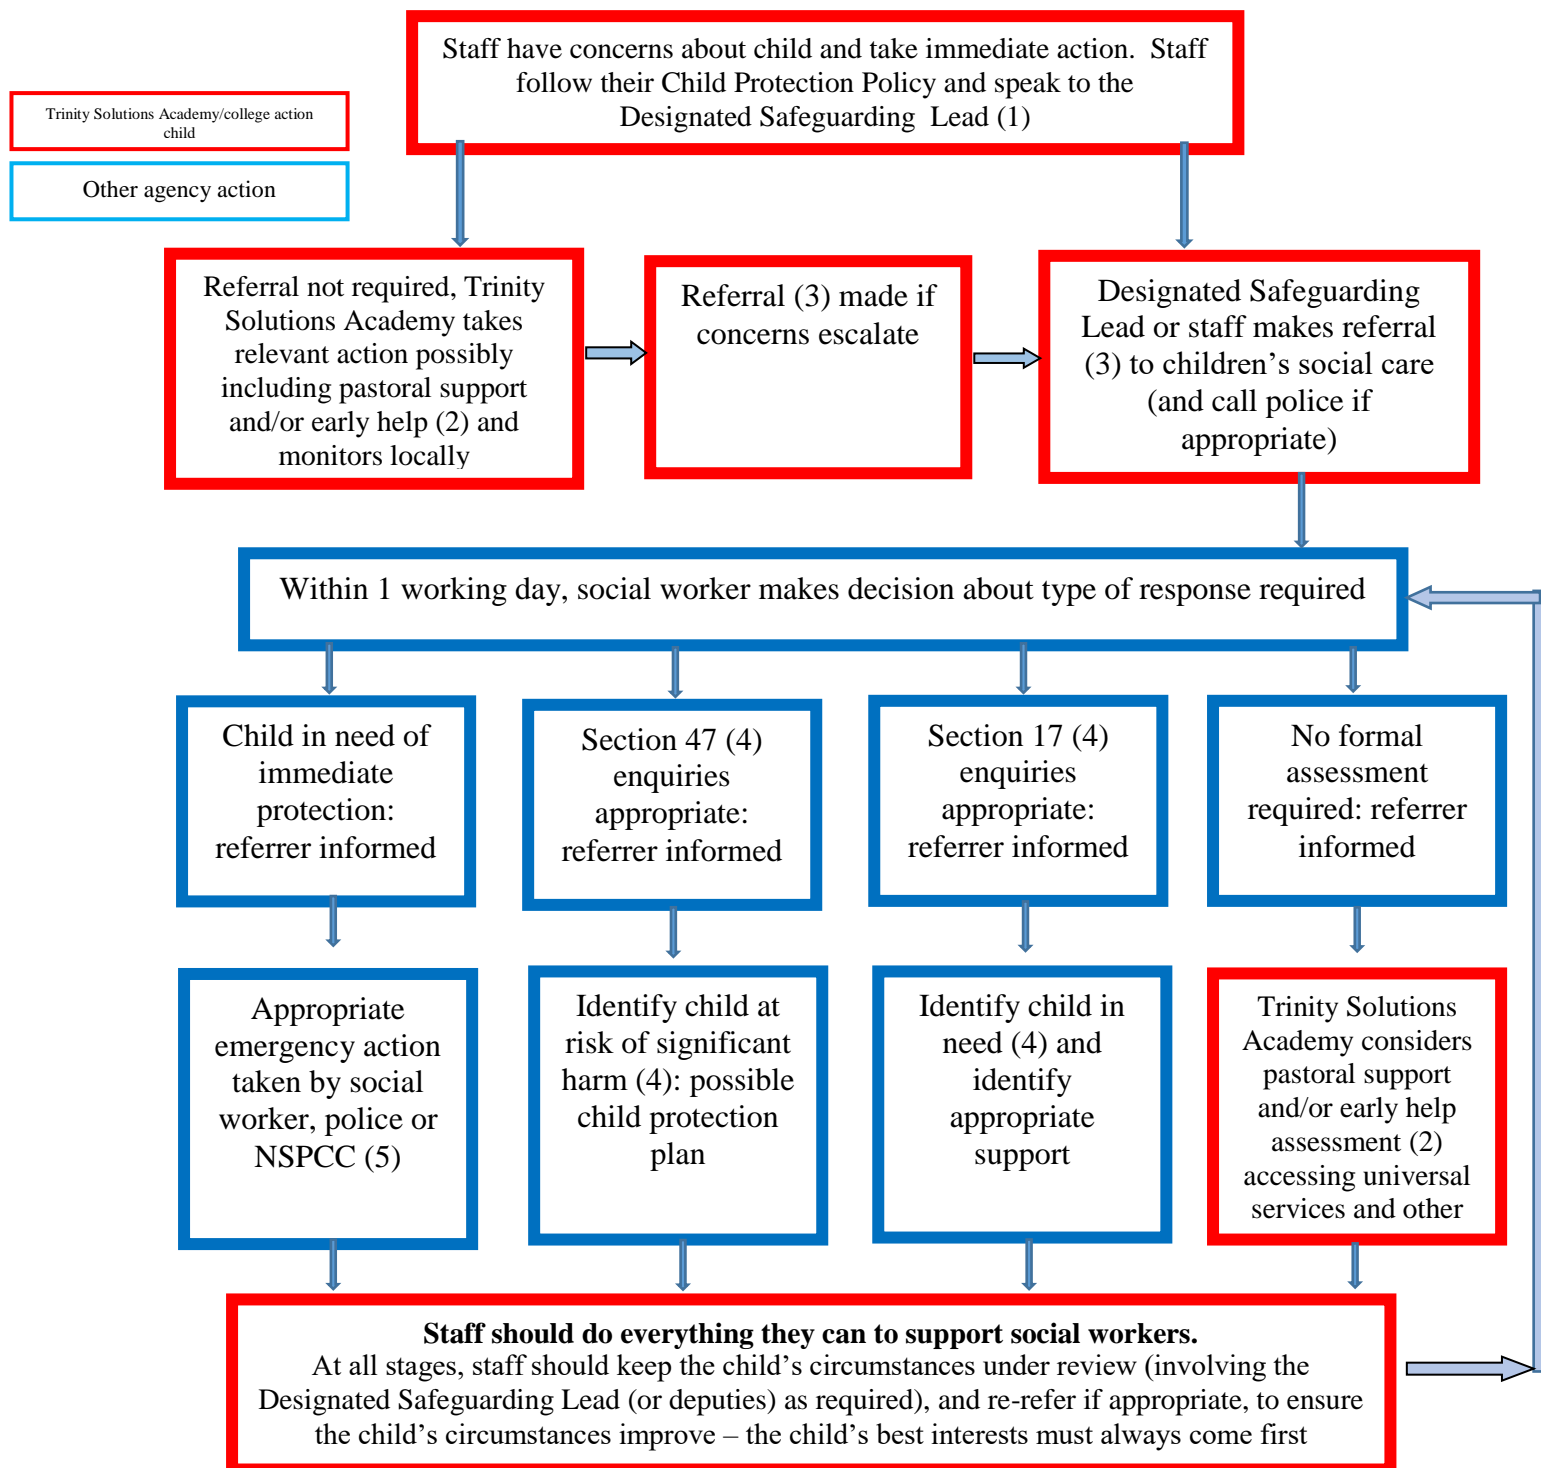 Staff have concerns about child and take immediate action.  Staff
follow their Child Protection Policy and speak to the
Designated Safeguarding  Lead (1)
Trinity Solutions Academy/college action
child
Other agency action
Referral not required, Trinity
Solutions Academy takes
relevant action possibly
including pastoral support
and/or early help (2) and
monitors locally
Referral (3) made if
concerns escalate
Designated Safeguarding
Lead or staff makes referral
(3) to children’s social care
(and call police if
appropriate)
Within 1 working day, social worker makes decision about type of response required
Child in need of
immediate
protection:
referrer informed
Section 47 (4)
enquiries
appropriate:
referrer informed
Section 17 (4)
enquiries
appropriate:
referrer informed
No formal
assessment
required: referrer
informed
Appropriate
emergency action
taken by social
worker, police or
NSPCC (5)
Identify child at
risk of significant
harm (4): possible
child protection
plan
Identify child in
need (4) and
identify
appropriate
support
Trinity Solutions
Academy considers
pastoral support
and/or early help
assessment (2)
accessing universal
services and other
Staff should do everything they can to support social workers.
At all stages, staff should keep the child’s circumstances under review (involving the
Designated Safeguarding Lead (or deputies) as required), and re-refer if appropriate, to ensure
the child’s circumstances improve – the child’s best interests must always come first